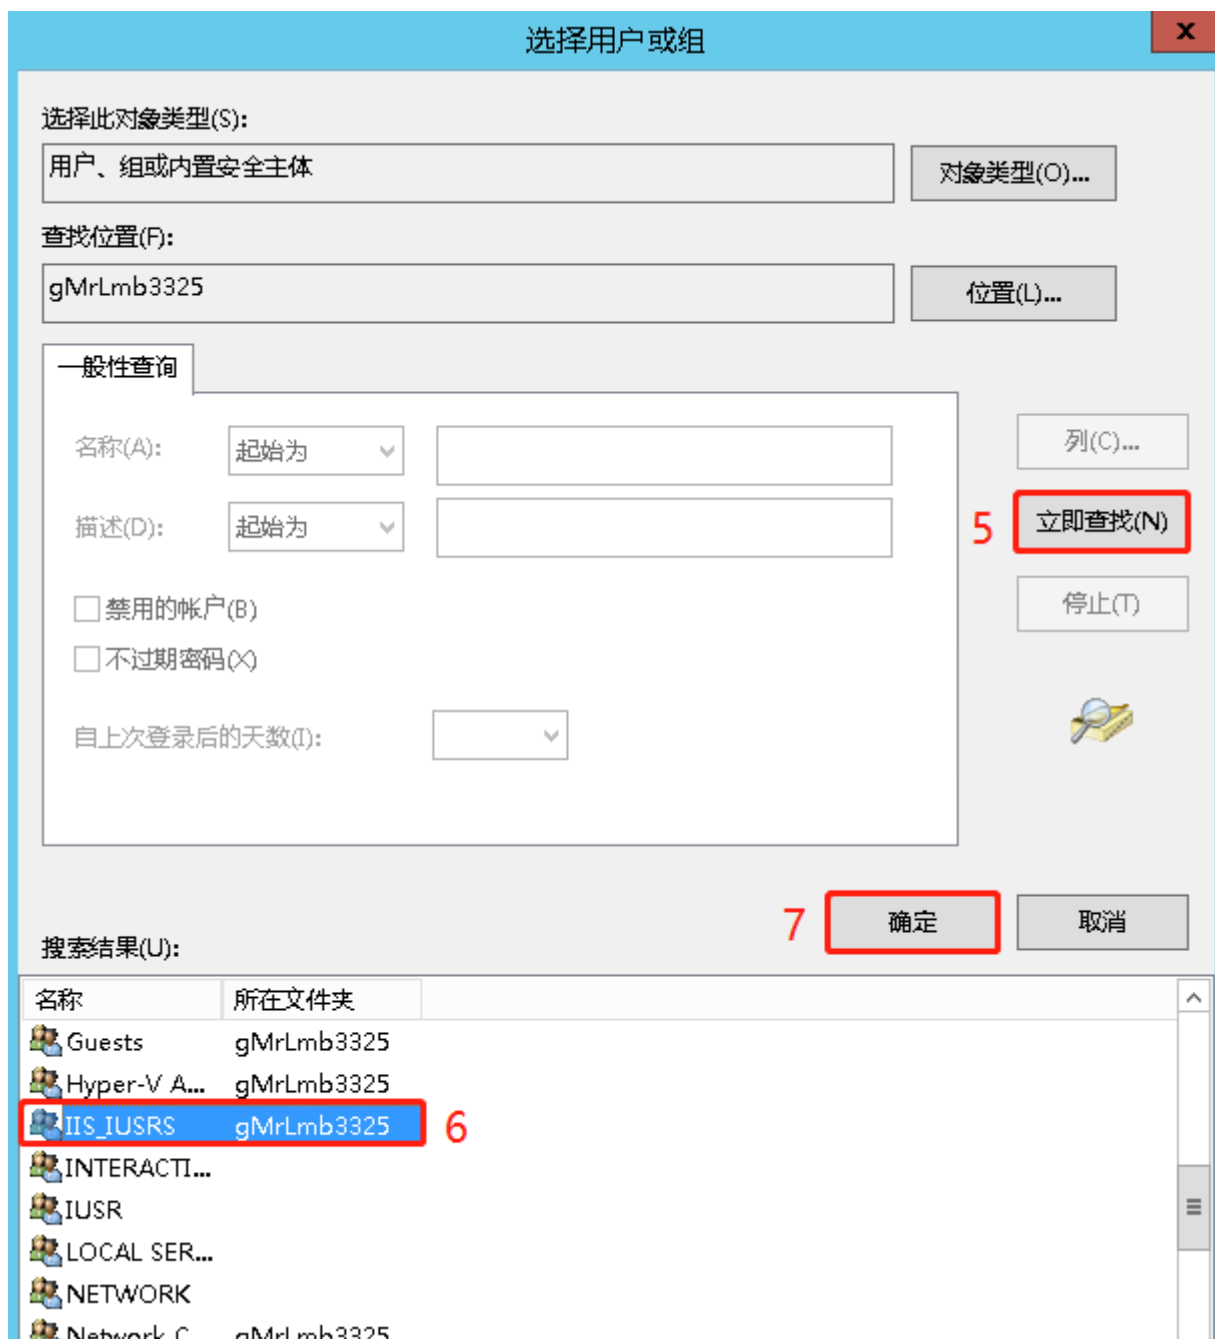 选择用户或组
x
选择此对象类型(S):
用户、组或内置安全主体
对象类型(O)...
查找位置(F):
gMrLmb3325
位置(L)...
一般性查询
名称(A):
起始为
列(C)...
描述(D):
起始为
5
立即查找(N)
禁用的帐户(B)
停止(T)
不过期密码(X)
自上次登录后的天数(I):
7
确定
取消
搜索结果(U):
名称 所在文件夹
Guests gMrLmb3325
Hyper-V A... gMrLmb3325
IIS_IUSRS gMrLmb3325 6
INTERACTI...
IUSR
LOCAL SER...
NETWORK
Network C... gMrLmb3325